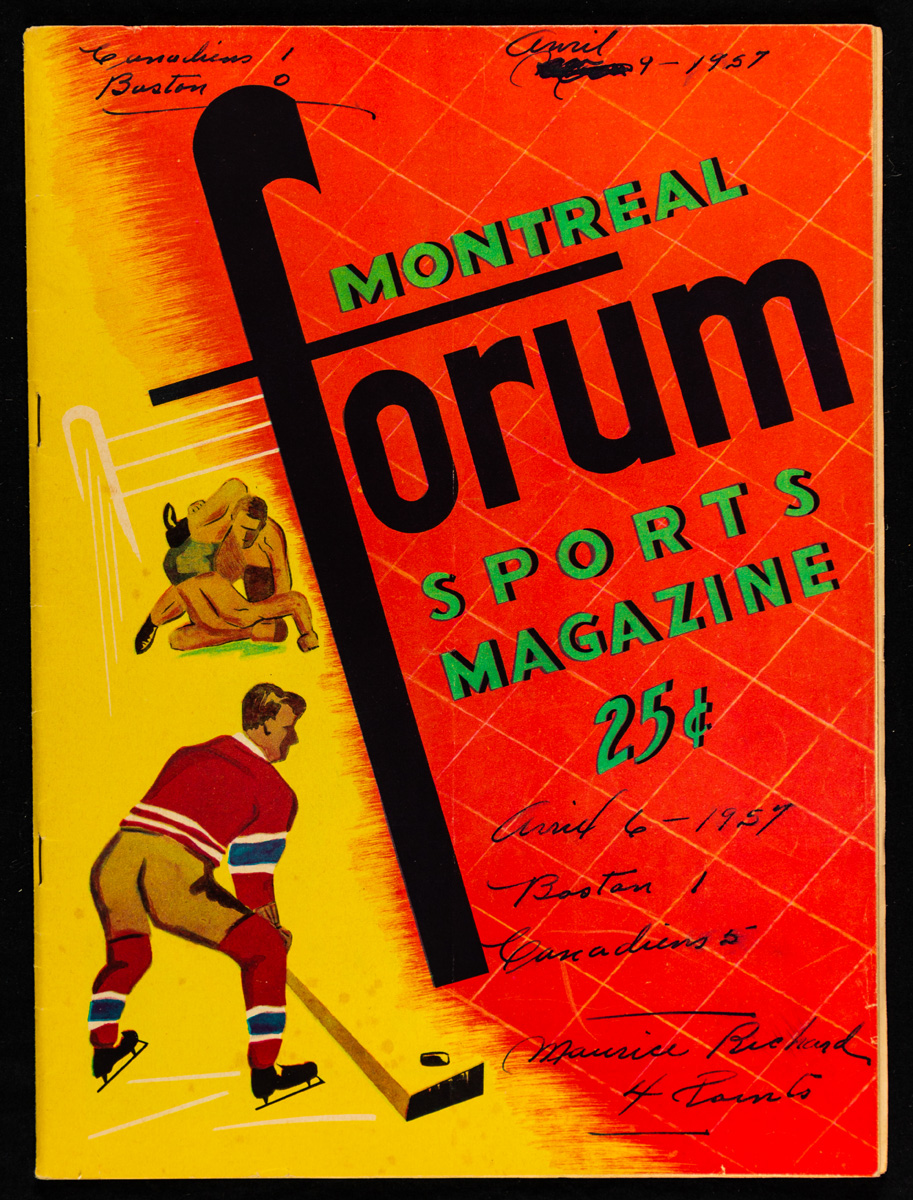 Canadiens 1
Boston 0
April
9-1957
MONTREAL
forum
SPORTS
MAGAZINE
25¢
April 6-1957
Boston 1
Canadiens 5
Maurice Richard
4 Points